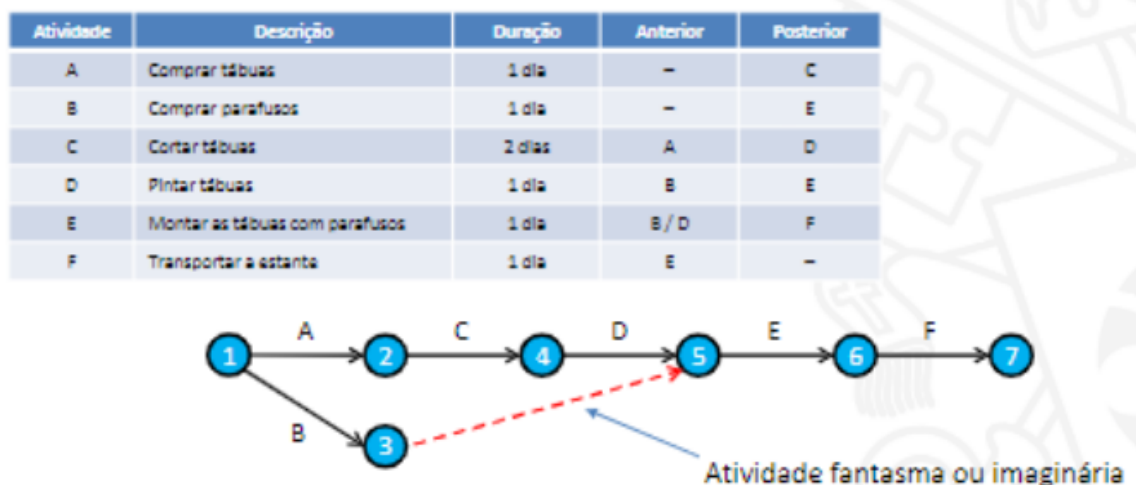 Atividade Descrição Duração Anterior Posterior
A Comprar tábuas 1 dia – C
B Comprar parafusos 1 dia – E
C Cortar tábuas 2 dias A D
D Pintar tábuas 1 dia B E
E Montar as tábuas com parafusos 1 dia B / D F
F Transportar a estante 1 dia E –
A C D E F
1 2 4 5 6 7
B
3
Atividade fantasma ou imaginária